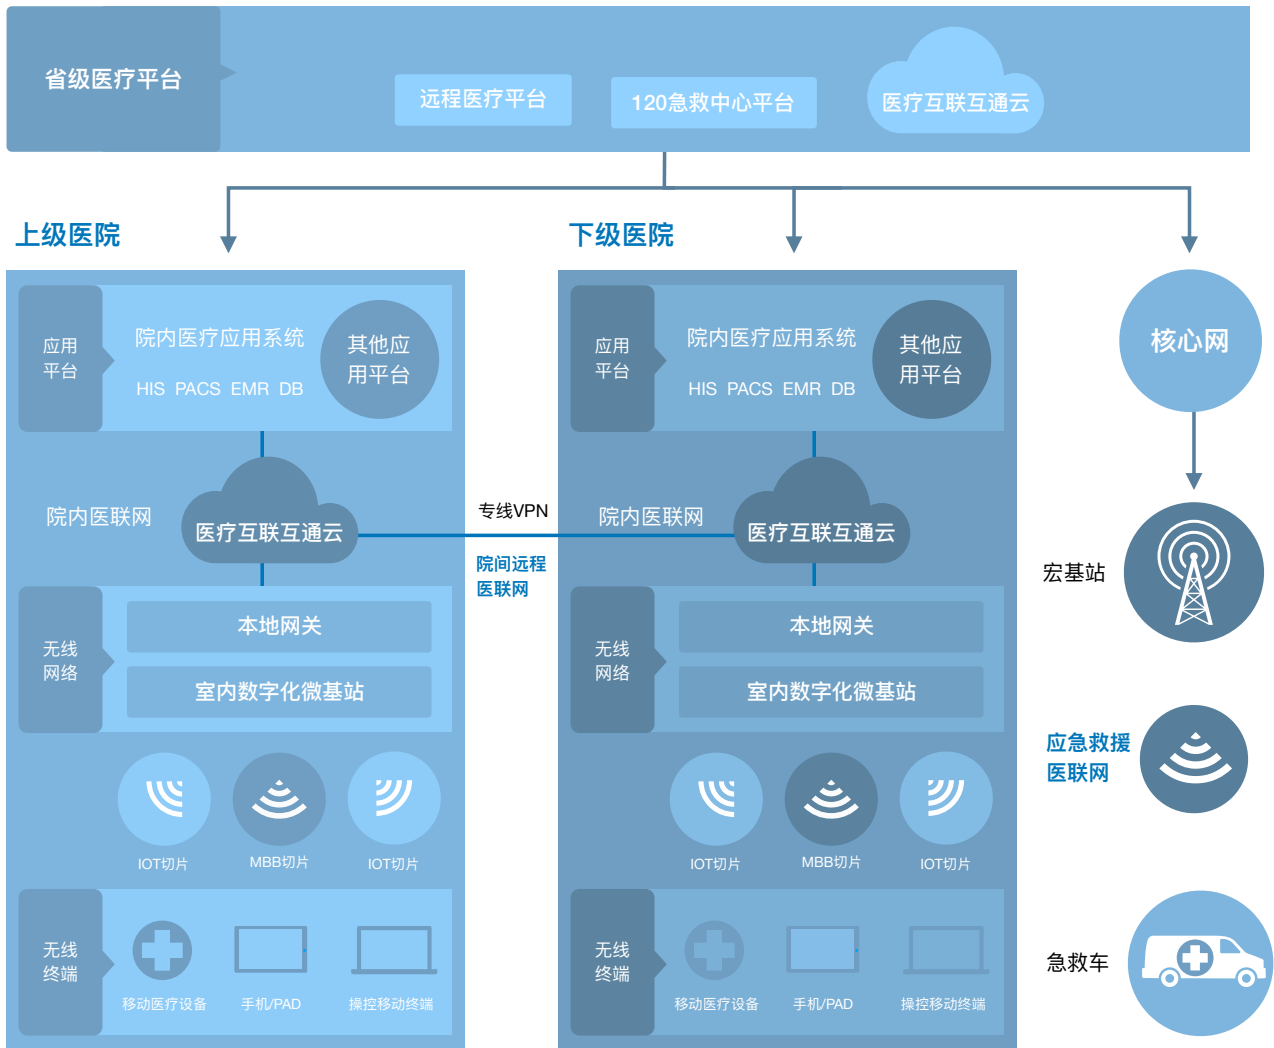 省级医疗平台
远程医疗平台
120急救中心平台
医疗互联互通云
上级医院
应用
平台
院内医疗应用系统
HIS PACS EMR DB
其他应
用平台
院内医联网
医疗互联互通云
无线
网络
本地网关
室内数字化微基站
IOT切片
MBB切片
IOT切片
无线
终端
移动医疗设备
手机/PAD
操控移动终端
专线VPN
院间远程
医联网
下级医院
应用
平台
院内医疗应用系统
HIS PACS EMR DB
其他应
用平台
院内医联网
医疗互联互通云
无线
网络
本地网关
室内数字化微基站
IOT切片
MBB切片
IOT切片
无线
终端
移动医疗设备
手机/PAD
操控移动终端
核心网
宏基站
应急救援
医联网
急救车